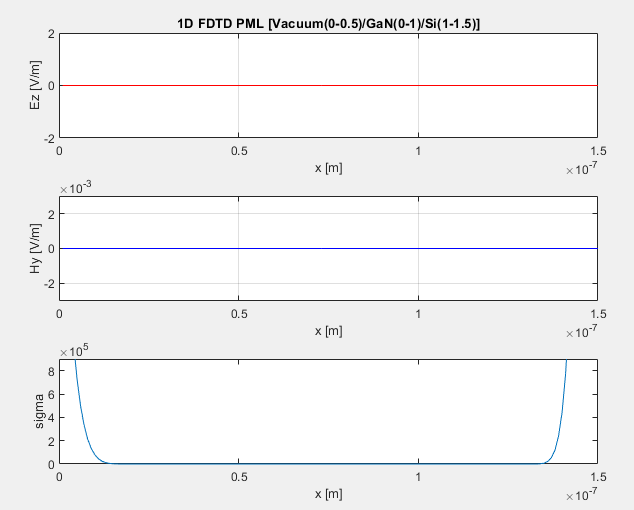 1D FDTD PML [Vacuum(0-0.5)/GaN(0-1)/Si(1-1.5)]
2
0
-2
Ez [V/m]
0 0.5 1 1.5
x [m]
×10-7
×10-3
2
0
-2
Hy [V/m]
0 0.5 1 1.5
x [m]
×10-7
×105
8
6
4
2
0
sigma
0 0.5 1 1.5
x [m]
×10-7